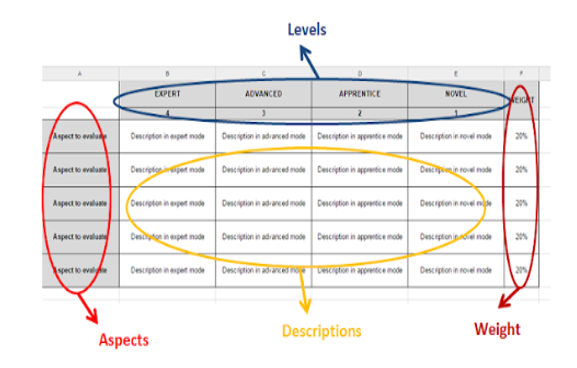 Levels
A B C D E F
EXPERT ADVANCED APPRENTICE NOVEL WEIGHT
4 3 2 1
Aspect to evaluate Description in expert mode Description in advanced mode Description in apprentice mode Description in novel mode 20%
Aspect to evaluate Description in expert mode Description in advanced mode Description in apprentice mode Description in novel mode 20%
Aspect to evaluate Description in expert mode Description in advanced mode Description in apprentice mode Description in novel mode 20%
Aspect to evaluate Description in expert mode Description in advanced mode Description in apprentice mode Description in novel mode 20%
Aspect to evaluate Description in expert mode Description in advanced mode Description in apprentice mode Description in novel mode 20%
Aspects Descriptions Weight